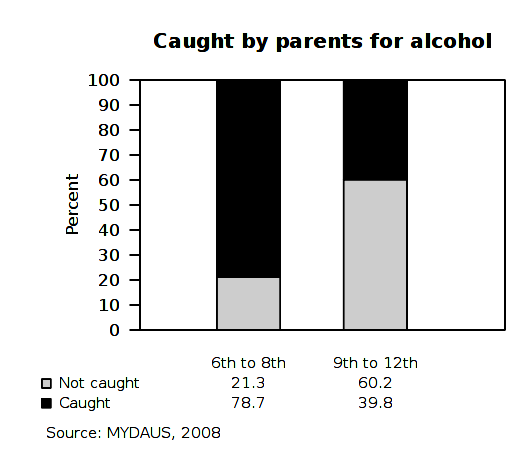 Caught by parents for alcohol
100
90
80
70
60
50
40
30
20
10
0
Percent
6th to 8th 9th to 12th
Not caught 21.3 60.2
Caught 78.7 39.8
Source: MYDAUS, 2008